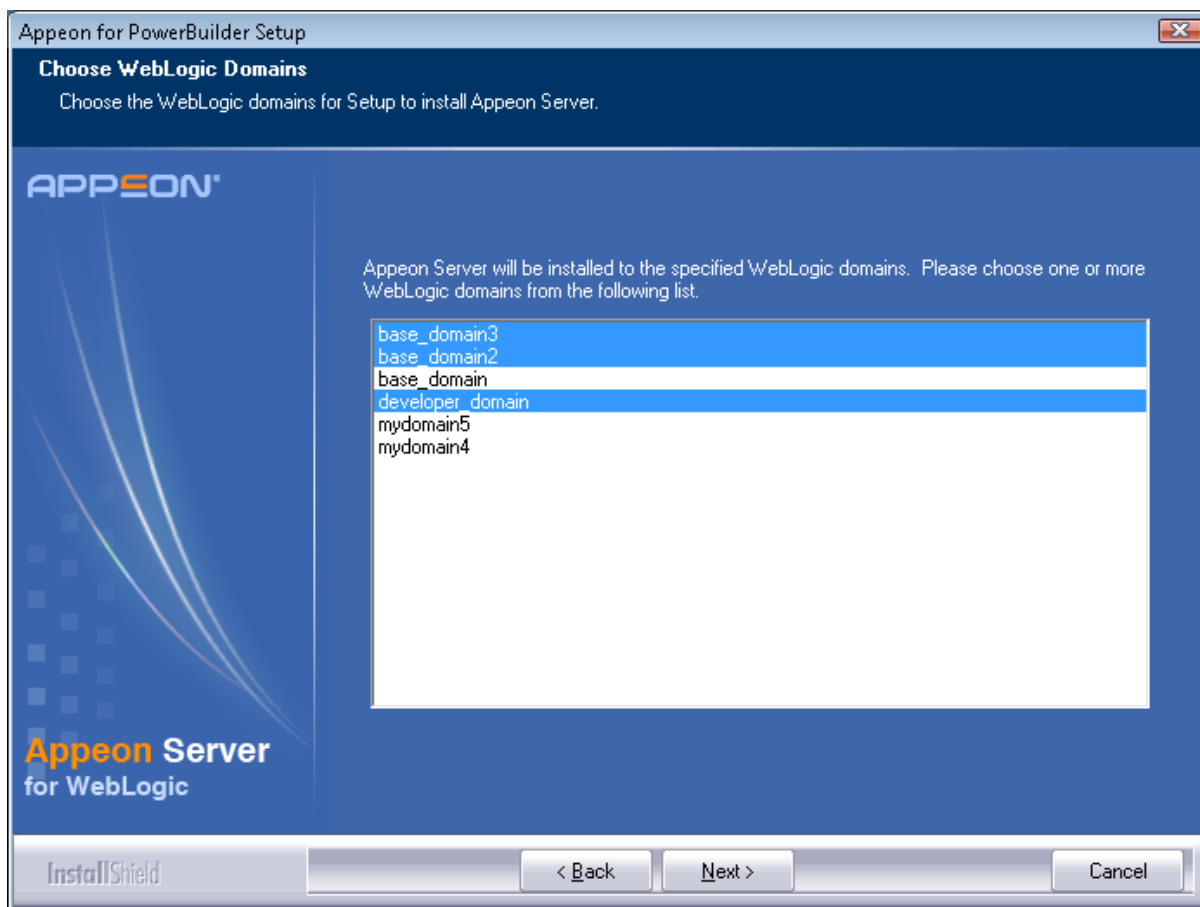 Appeon for PowerBuilder Setup
Choose WebLogic Domains
Choose the WebLogic domains for Setup to install Appeon Server.
APPEON
Appeon Server will be installed to the specified WebLogic domains.  Please choose one or more
WebLogic domains from the following list.
base_domain3
base_domain2
base_domain
developer_domain
mydomain5
mydomain4
Appeon Server
for WebLogic
InstallShield
< Back
Next >
Cancel